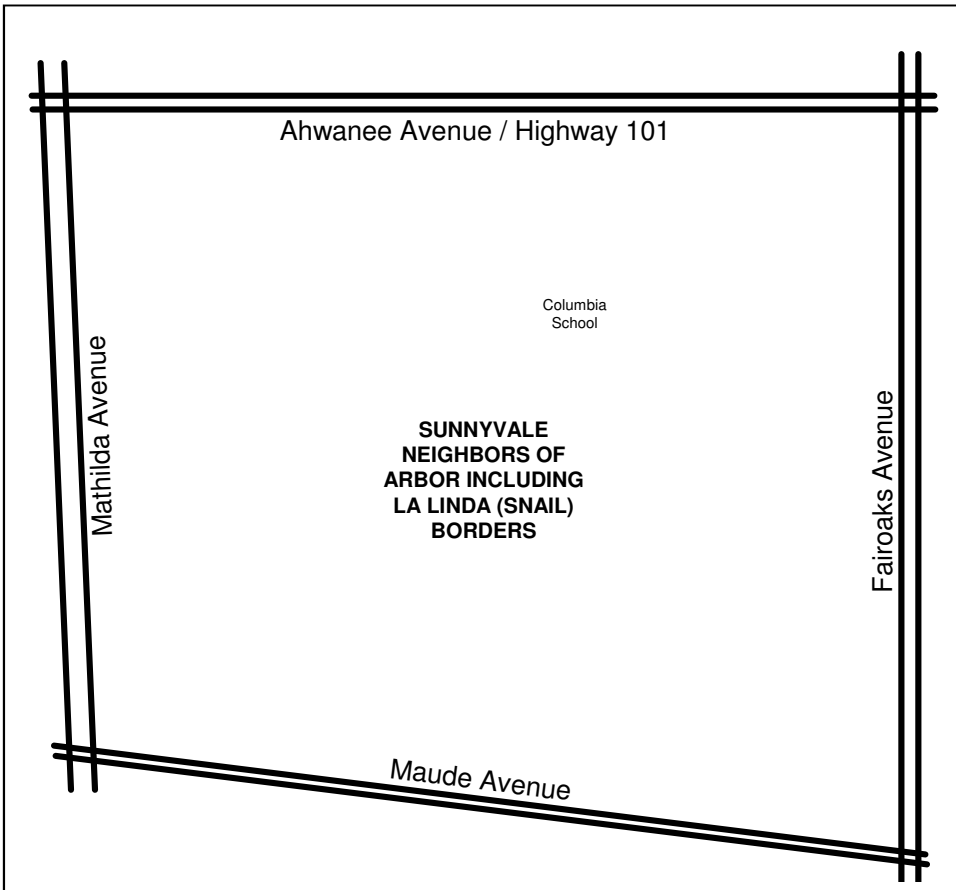 Ahwanee Avenue / Highway 101
Columbia
School
Mathilda Avenue
SUNNYVALE
NEIGHBORS OF
ARBOR INCLUDING
LA LINDA (SNAIL)
BORDERS
Fairoaks Avenue
Maude Avenue